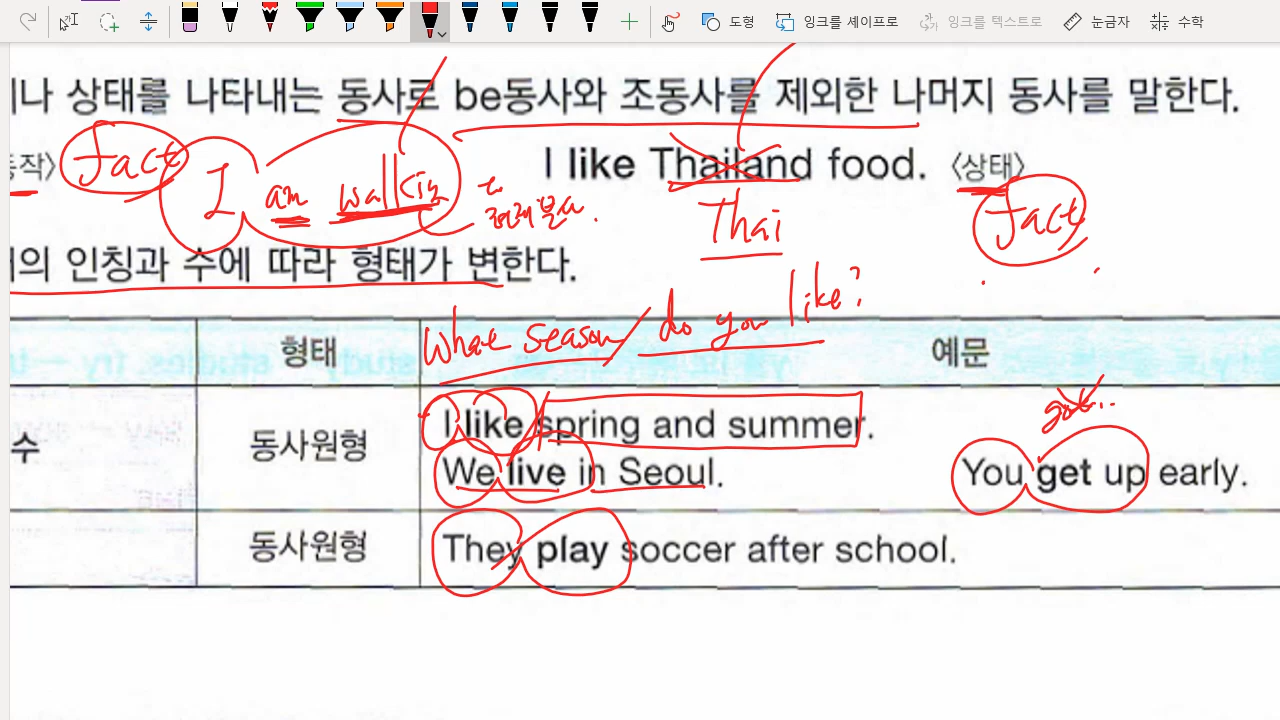 도형 잉크를 셰이프로 잉크를 텍스트로 눈금자 수학
나 상태를 나타내는 동사로 be동사와 조동사를 제외한 나머지 동사를 말한다.
작〉 fact I am walking I like Thailand food. 〈상태〉
Thai fact
의 인칭과 수에 따라 형태가 변한다.
What season do you like?
형태 예문
수 동사원형 I like spring and summer.
We live in Seoul. You get up early.
동사원형 They play soccer after school.